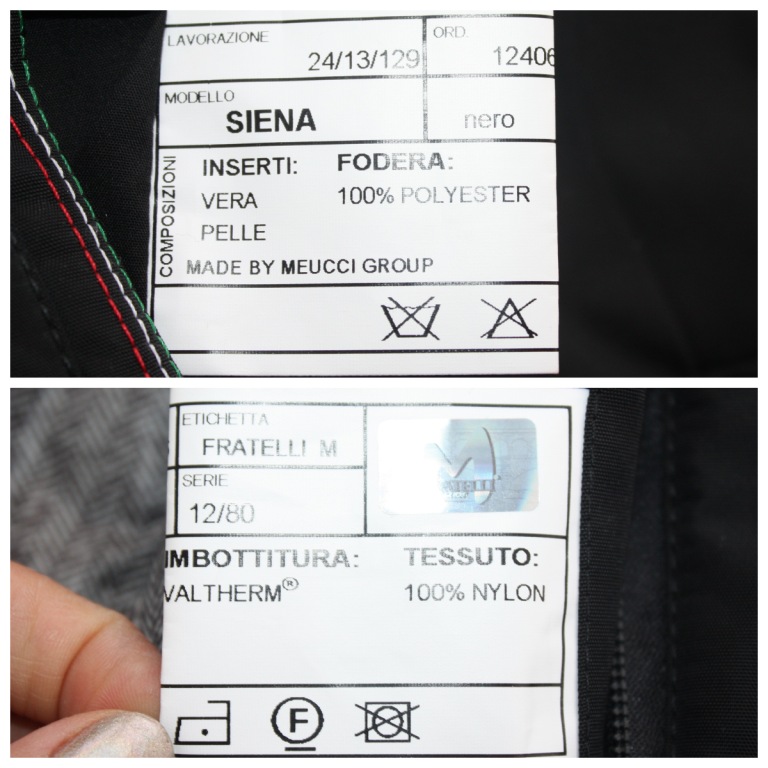 LAVORAZIONE
24/13/129
ORD.
12406
MODELLO
SIENA
nero
COMPOSIZIONI
INSERTI:
VERA
PELLE
FODERA:
100% POLYESTER
MADE BY MEUCCI GROUP
ETICHETTA
FRATELLI M
SERIE
12/80
IMBOTTITURA:
VALTHERM®
TESSUTO:
100% NYLON
F